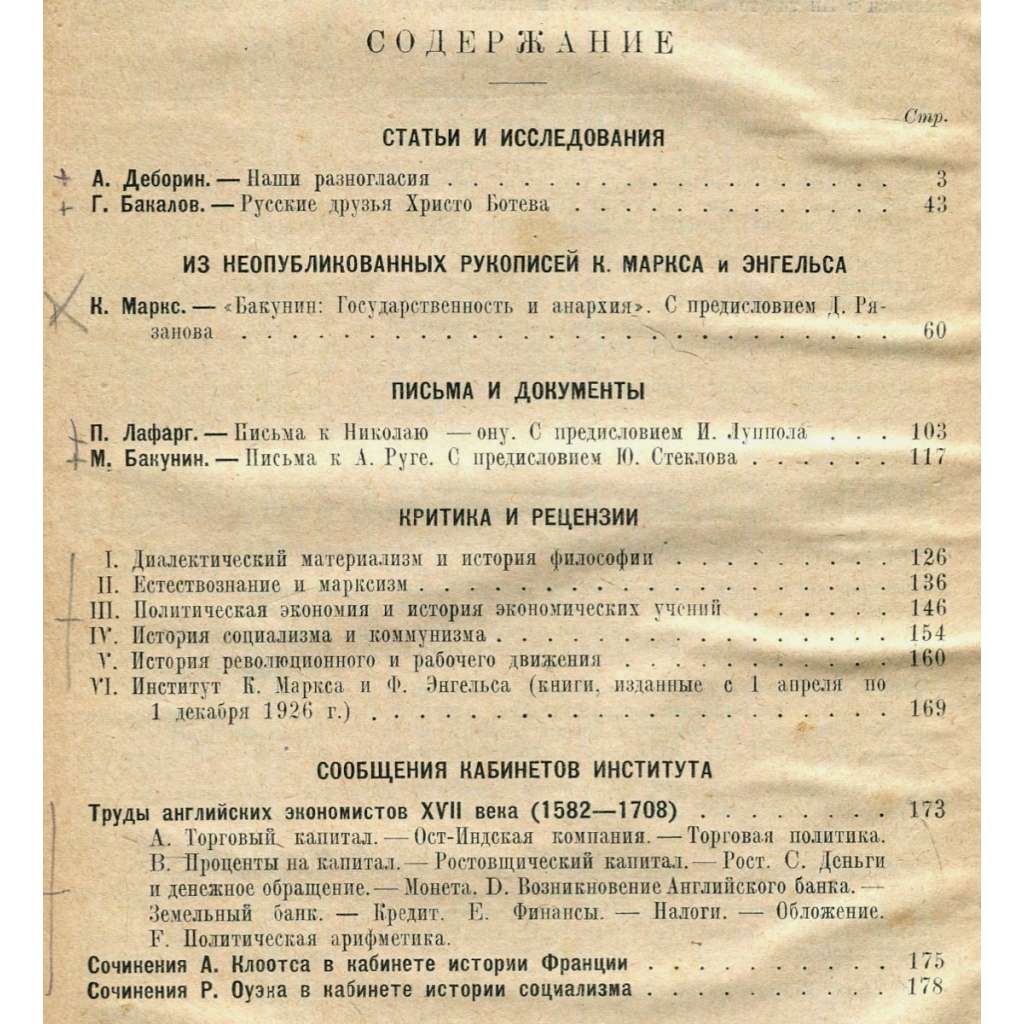 СОДЕРЖАНИЕ
Стр.
СТАТЬИ И ИССЛЕДОВАНИЯ
А. Деборин. — Наши разногласия . . . . . . . . . . . . . . . . . . 3
Г. Бакалов. — Русские друзья Христо Ботева . . . . . . . . . . . . . 43
ИЗ НЕОПУБЛИКОВАННЫХ РУКОПИСЕЙ К. МАРКСА и ЭНГЕЛЬСА
К. Маркс. — «Бакунин: Государственность и анархия». С предисловием Д. Ря-
занова . . . . . . . . . . . . . . . . . . . . . . . . . . 60
ПИСЬМА И ДОКУМЕНТЫ
П. Лафарг. — Письма к Николаю — ону. С предисловием И. Луппола . . . 103
М. Бакунин. — Письма к А. Руге. С предисловием Ю. Стеклова . . . . . . 117
КРИТИКА И РЕЦЕНЗИИ
I. Диалектический материализм и история философии . . . . . . . . . 126
II. Естествознание и марксизм . . . . . . . . . . . . . . . . . . . 136
III. Политическая экономия и история экономических учений . . . . . . 146
IV. История социализма и коммунизма . . . . . . . . . . . . . . . . 154
V. История революционного и рабочего движения . . . . . . . . . . . 160
VI. Институт К. Маркса и Ф. Энгельса (книги, изданные с 1 апреля по
1 декабря 1926 г.) . . . . . . . . . . . . . . . . . . . . . 169
СООБЩЕНИЯ КАБИНЕТОВ ИНСТИТУТА
Труды английских экономистов XVII века (1582—1708) . . . . . . . . 173
А. Торговый капитал. — Ост-Индская компания. — Торговая политика.
В. Проценты на капитал. — Ростовщический капитал. — Рост. С. Деньги
и денежное обращение. — Монета. D. Возникновение Английского банка. —
Земельный банк. — Кредит. Е. Финансы. — Налоги. — Обложение.
F. Политическая арифметика.
Сочинения А. Клоотса в кабинете истории Франции . . . . . . . . . . 175
Сочинения Р. Оуэна в кабинете истории социализма . . . . . . . . . . 178